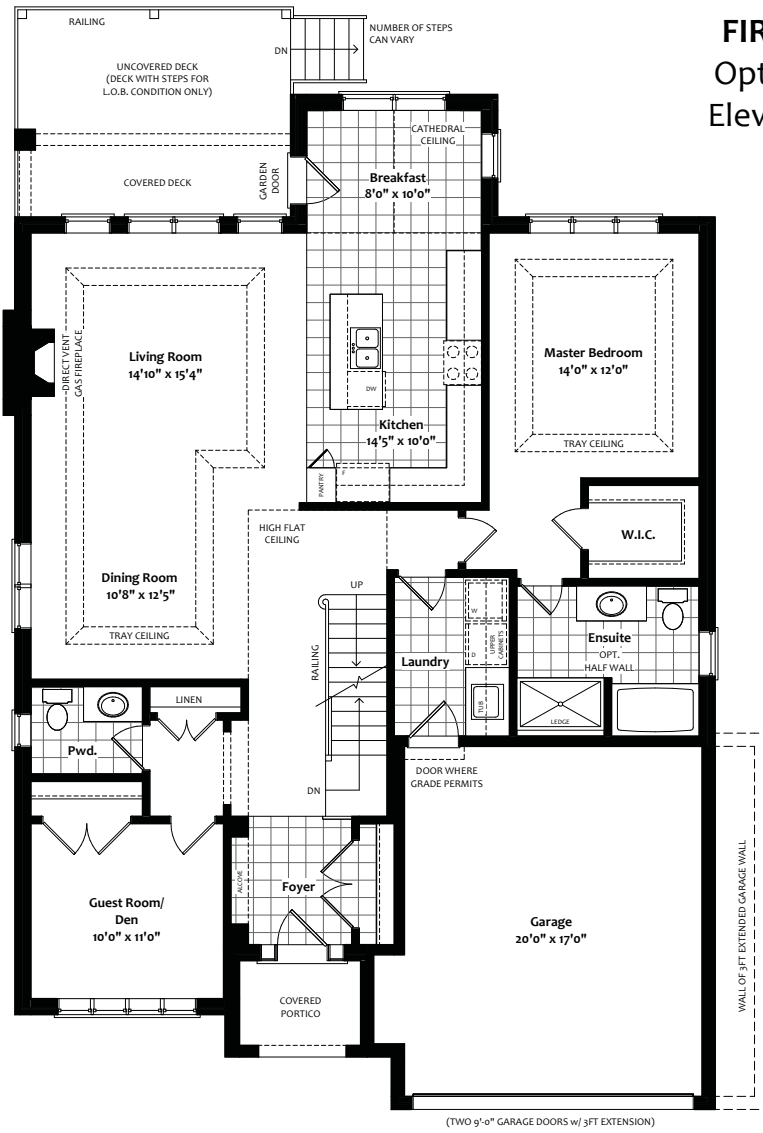 RAILING
DN
NUMBER OF STEPS
CAN VARY
FIR
Opt
Elev
UNCOVERED DECK
(DECK WITH STEPS FOR
L.O.B. CONDITION ONLY)
COVERED DECK
GARDEN
DOOR
CATHEDRAL
CEILING
Breakfast
8'0" x 10'0"
DIRECT VENT
GAS FIREPLACE
Living Room
14'10" x 15'4"
DW
Kitchen
14'5" x 10'0"
PANTRY
F
Master Bedroom
14'0" x 12'0"
TRAY CEILING
W.I.C.
HIGH FLAT
CEILING
Dining Room
10'8" x 12'5"
TRAY CEILING
UP
RAILING
DN
Laundry
W
D
UPPER
CABINETS
TUB
Ensuite
OPT.
HALF WALL
LEDGE
LINEN
Pwd.
DOOR WHERE
GRADE PERMITS
Guest Room/
Den
10'0" x 11'0"
ALCOVE
Foyer
COVERED
PORTICO
Garage
20'0" x 17'0"
WALL OF 3FT EXTENDED GARAGE WALL
(TWO 9'-0" GARAGE DOORS w/ 3FT EXTENSION)